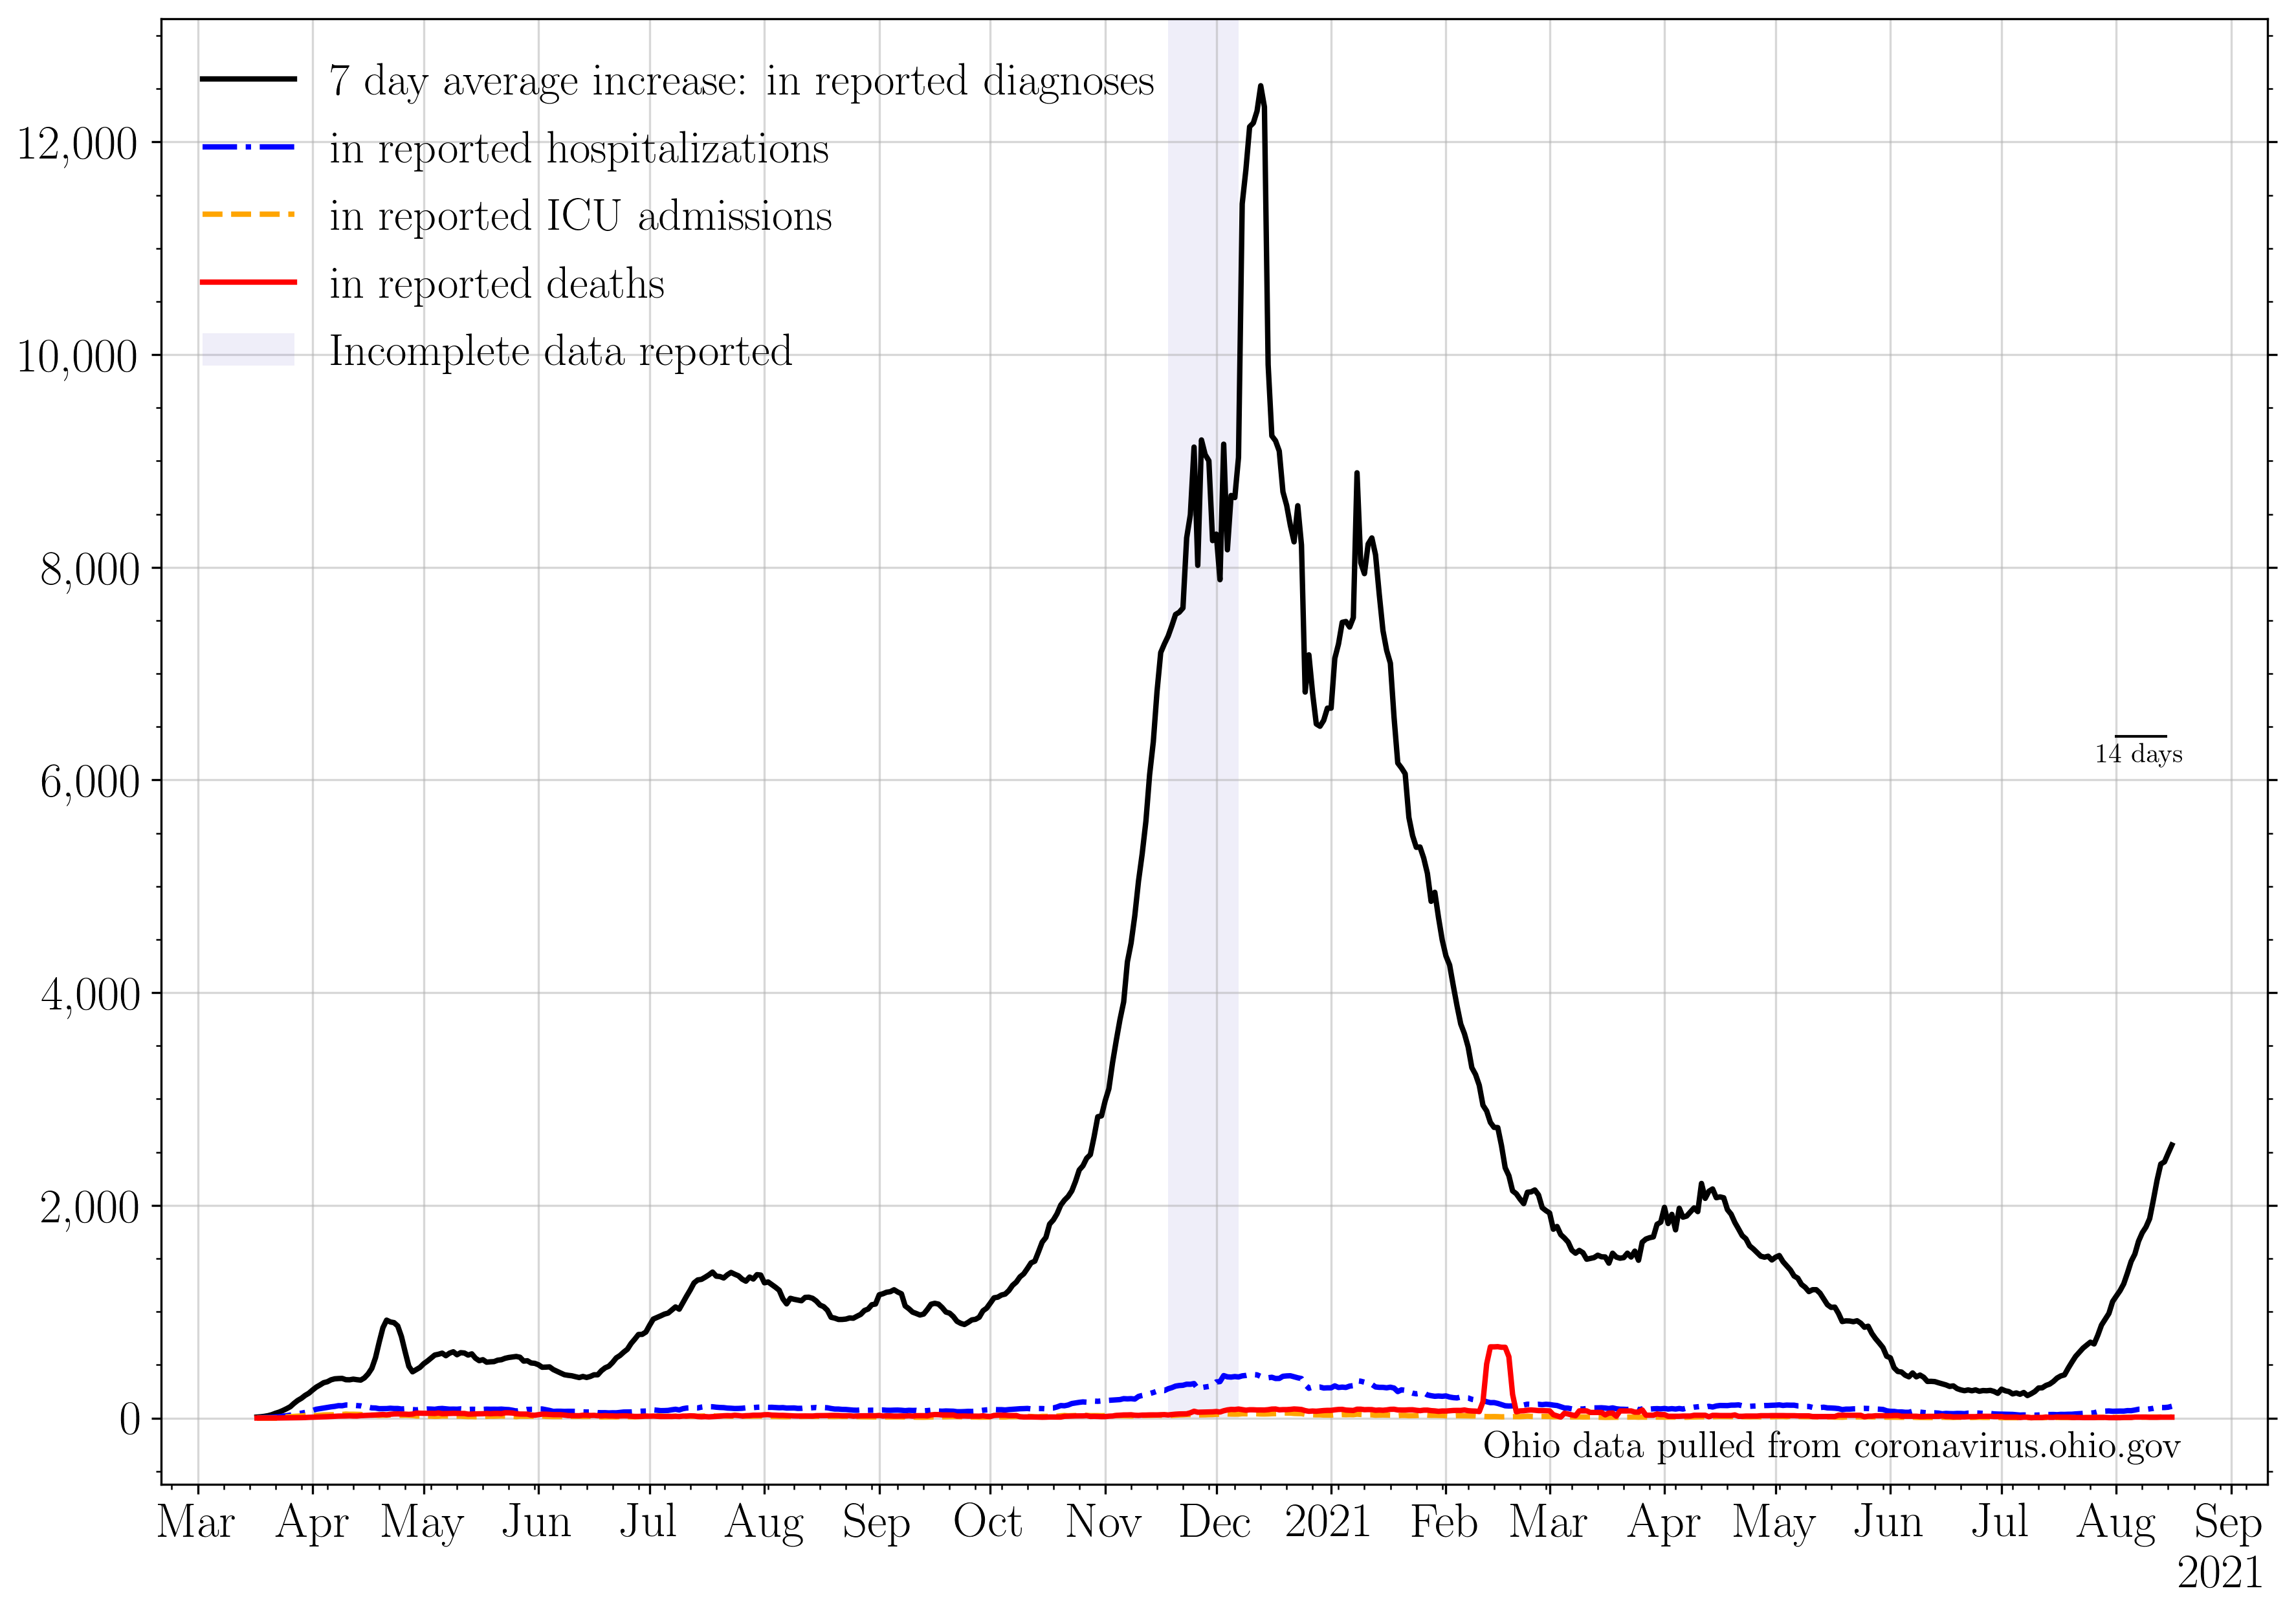 7 day average increase: in reported diagnoses
in reported hospitalizations
in reported ICU admissions
in reported deaths
Incomplete data reported
12,000
10,000
8,000
6,000
4,000
2,000
0
14 days
Ohio data pulled from coronavirus.ohio.gov
Mar Apr May Jun Jul Aug Sep Oct Nov Dec 2021 Feb Mar Apr May Jun Jul Aug Sep
2021